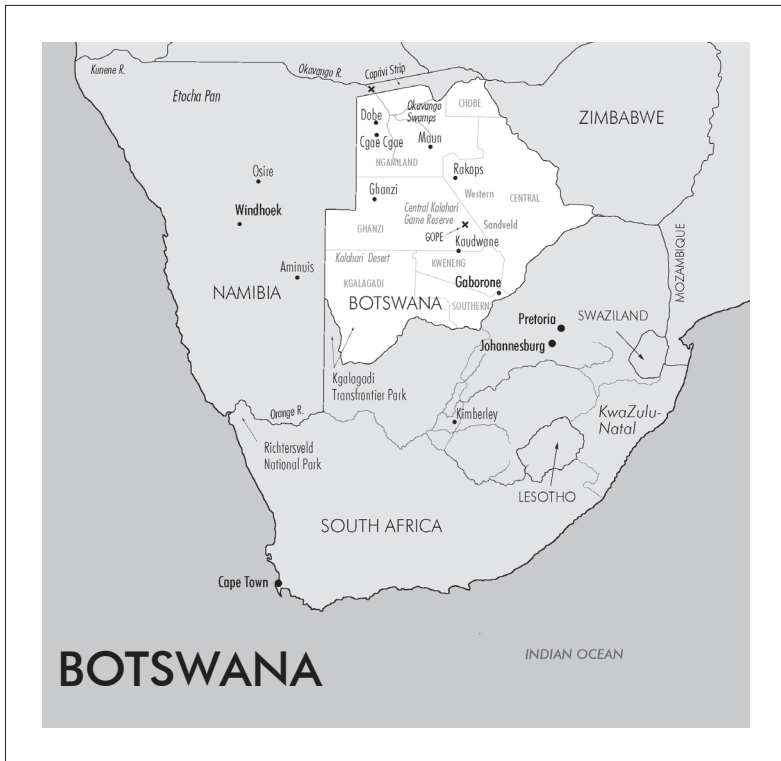 Kunene R.
Okavango R.
Caprivi Strip
Etocha Pan
Okavango
Swamps
CHOBE
ZIMBABWE
Dobe
Cgae Cgae
Maun
NGAMILAND
Osire
Rakops
Ghanzi
Western
CENTRAL
Windhoek
Central Kalahari
Game Reserve
Sandveld
GHANZI
GOPE
Kaudwane
Kalahari Desert
KWENENG
MOZAMBIQUE
Aminuis
KGALAGADI
Gaborone
NAMIBIA
BOTSWANA
SOUTHERN
Pretoria
SWAZILAND
Johannesburg
Kgalagadi
Transfrontier Park
Orange R.
Kimberley
KwaZulu-
Natal
Richtersveld
National Park
LESOTHO
SOUTH AFRICA
Cape Town
BOTSWANA
INDIAN OCEAN